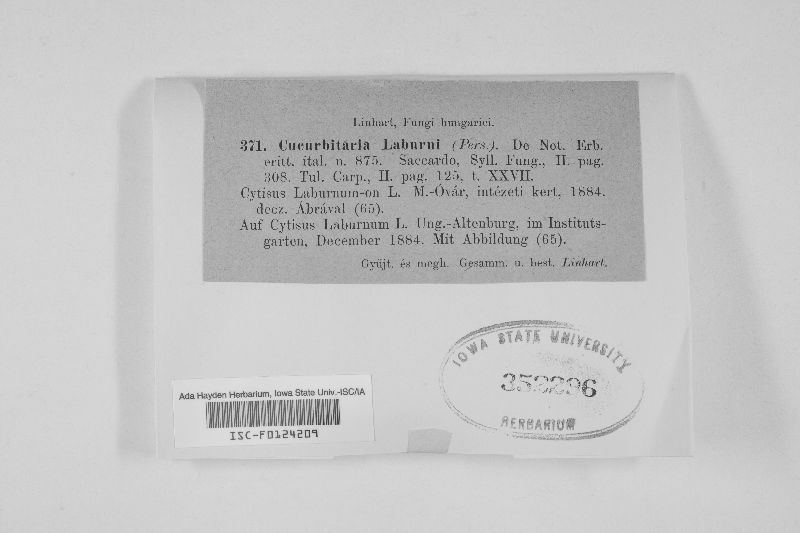 Linhart, Fungi hungarici.
371. Cucurbitaria Laburni (Pers.). De Not. Erb.
critt. ital. n. 875. Saccardo, Syll. Fung., II. pag.
308. Tul. Carp., II. pag. 125. t. XXVII.
Cytisus Laburnum-on L. M.-Óvár, intézeti kert, 1884.
decz. Ábrával (65).
Auf Cytisus Laburnum L. Ung.-Altenburg, im Instituts-
garten, December 1884. Mit Abbildung (65).
Gyüjt. és megh. Gesamm. u. best. Linhart.
IOWA STATE UNIVERSITY
352296
HERBARIUM
Ada Hayden Herbarium, Iowa State Univ.-ISC/IA
ISC-F0124209